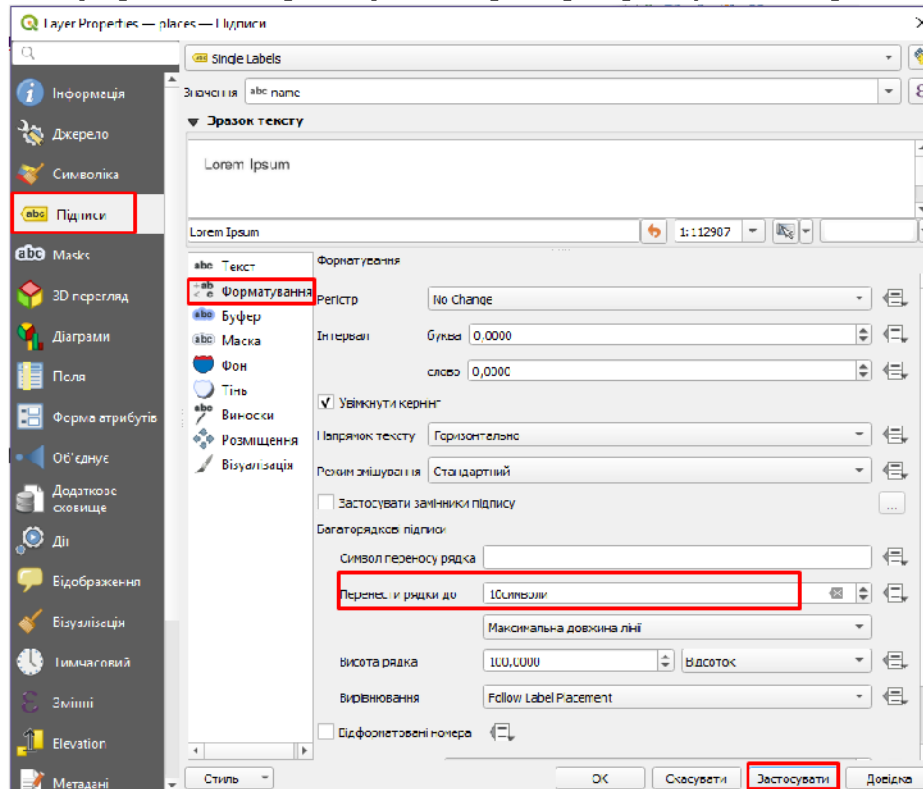 Layer Properties — places — Підписи
Single Labels
Значення abc name
Зразок тексту
Lorem Ipsum
Lorem Ipsum
1:112907
Інформація
Джерело
Символіка
abc Підписи
abc Masks
3D перегляд
Діаграми
Поля
Форма атрибутів
Об'єднує
Додаткове
сховище
Дії
Відображення
Візуалізація
Тимчасовий
Змінні
Elevation
Метадані
abc Текст
Форматування
abc Буфер
abc Маска
Фон
Тінь
Виноски
Розміщення
Візуалізація
Форматування
Регістр No Change
Інтервал буква 0,0000
слово 0,0000
Увімкнути кернінг
Напрямок тексту Горизонтально
Режим змішування Стандартний
Застосувати замінники підпису
...
Багаторядкові підписи
Символ переносу рядка
Перенести рядки до 10символи
Максимальна довжина лінії
Висота рядка 100,0000 Відсоток
Вирівнювання Follow Label Placement
Відформатовані номера
Стиль
OK
Скасувати
Застосувати
Довідка